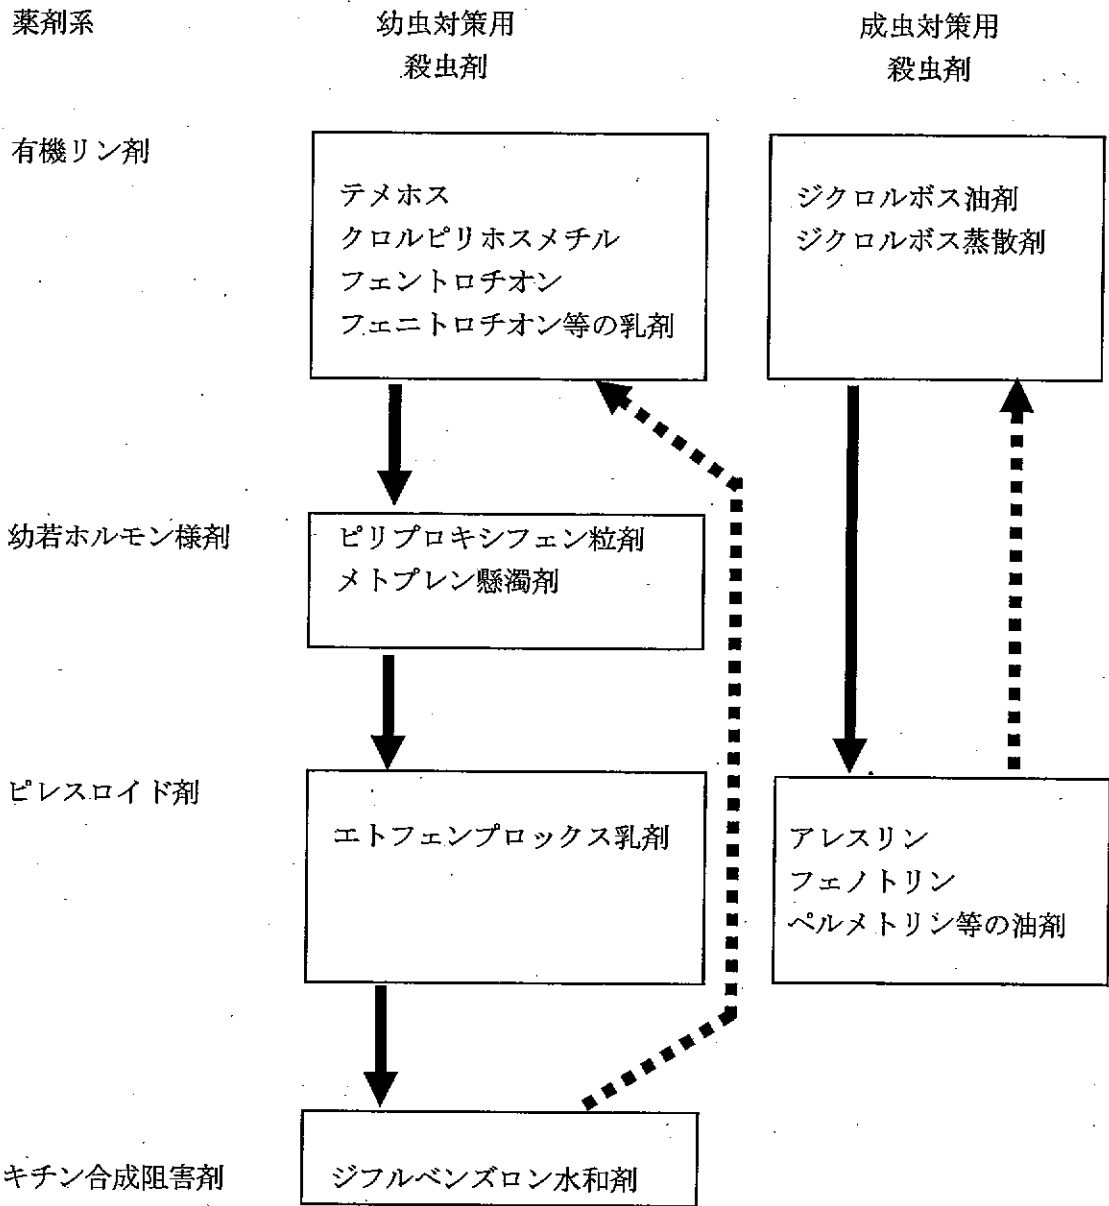 薬剤系
幼虫対策用
殺虫剤
成虫対策用
殺虫剤
有機リン剤
テメホス
クロルピリホスメチル
フェントロチオン
フェニトロチオン等の乳剤
ジクロルボス油剤
ジクロルボス蒸散剤
幼若ホルモン様剤
ピリプロキシフェン粒剤
メトプレン懸濁剤
ピレスロイド剤
エトフェンプロックス乳剤
アレスリン
フェノトリン
ペルメトリン等の油剤
キチン合成阻害剤
ジフルベンズロン水和剤